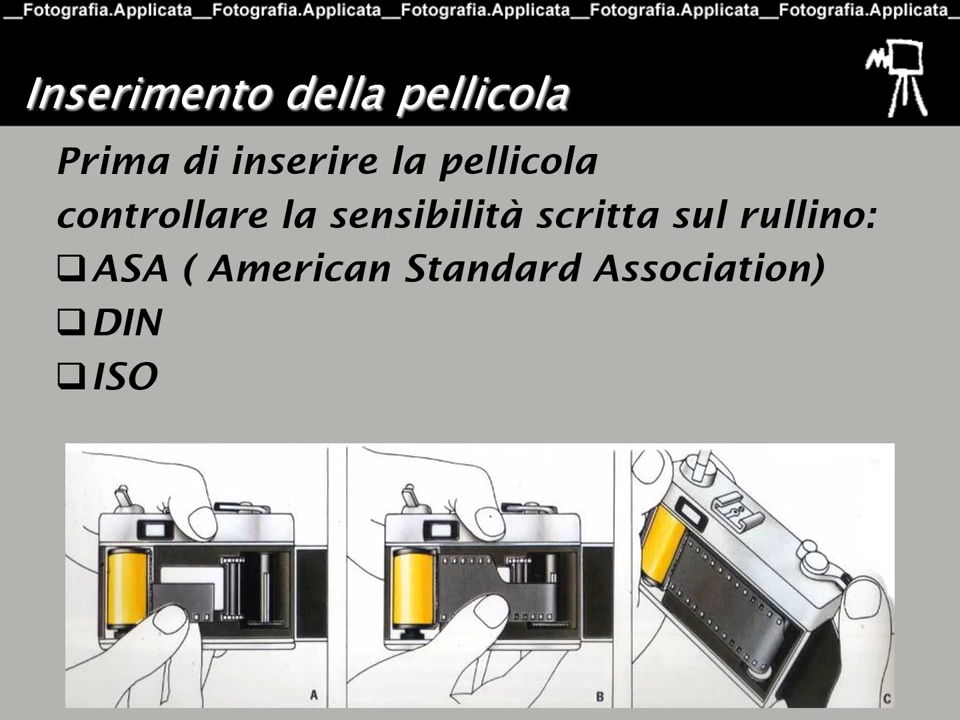 __Fotografia.Applicata__Fotografia.Applicata__Fotografia.Applicata__Fotografia.Applicata__Fotografia.Applicata__
Inserimento della pellicola
Prima di inserire la pellicola
controllare la sensibilità scritta sul rullino:
❑ASA ( American Standard Association)
❑DIN
❑ISO
A
B
C